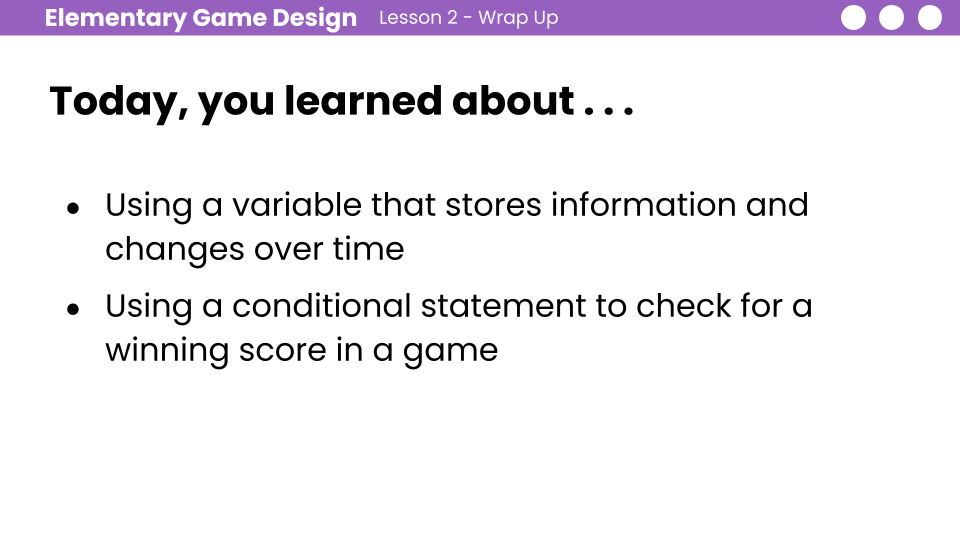 Elementary Game Design Lesson 2 - Wrap Up
Today, you learned about . . .
● Using a variable that stores information and
changes over time
● Using a conditional statement to check for a
winning score in a game